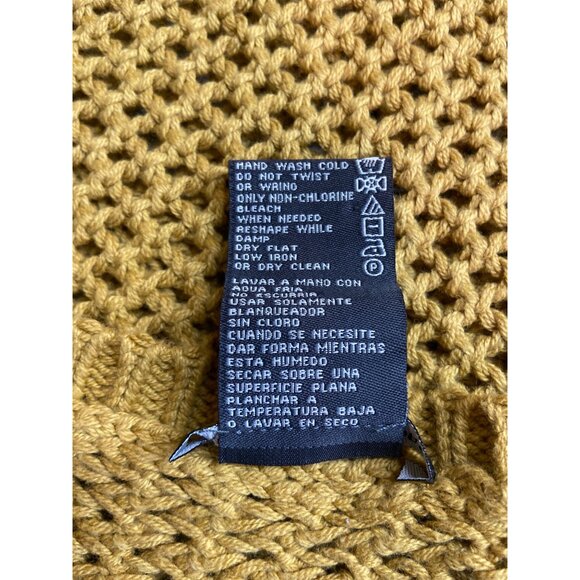 HAND WASH COLD
DO NOT TWIST
OR WRING
ONLY NON-CHLORINE
BLEACH
WHEN NEEDED
RESHAPE WHILE
DAMP
DRY FLAT
LOW IRON
OR DRY CLEAN
P
LAVAR A MANO CON
AGUA FRIA
NO ESCURRIR
USAR SOLAMENTE
BLANQUEADOR
SIN CLORO
CUANDO SE NECESITE
DAR FORMA MIENTRAS
ESTA HUMEDO
SECAR SOBRE UNA
SUPERFICIE PLANA
PLANCHAR A
TEMPERATURA BAJA
O LAVAR EN SECO